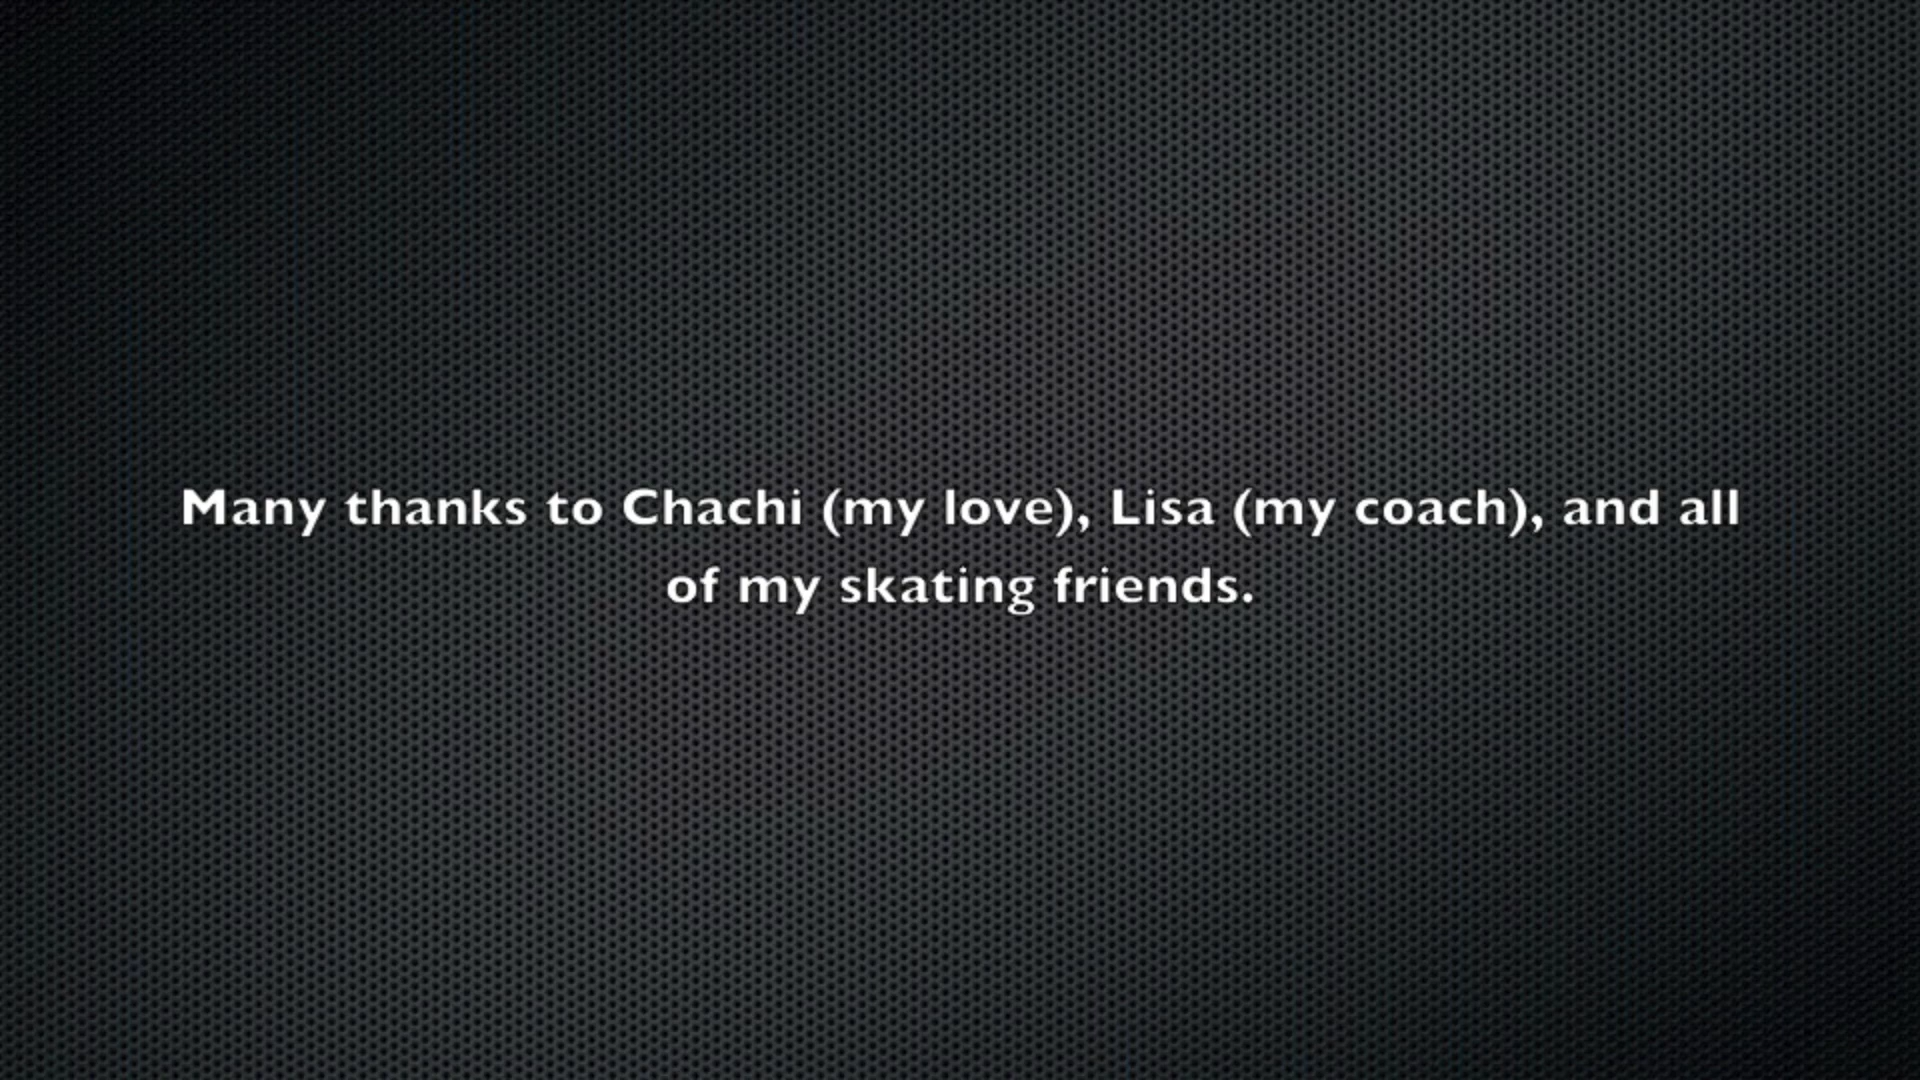 Many thanks to Chachi (my love), Lisa (my coach), and all
of my skating friends.